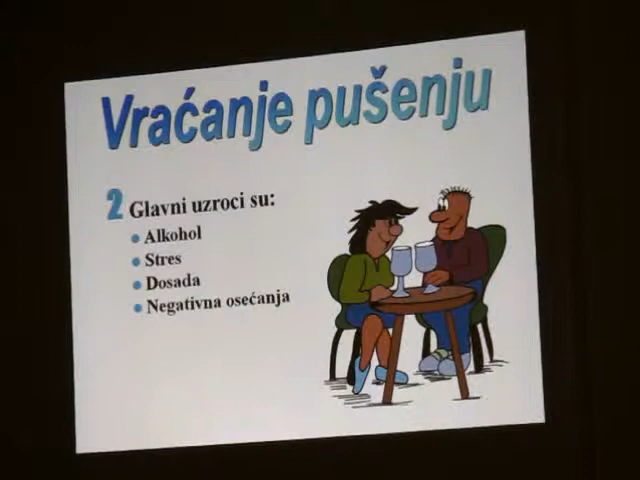 Vraćanje pušenju
2 Glavni uzroci su:
Alkohol
Stres
Dosada
Negativna osećanja